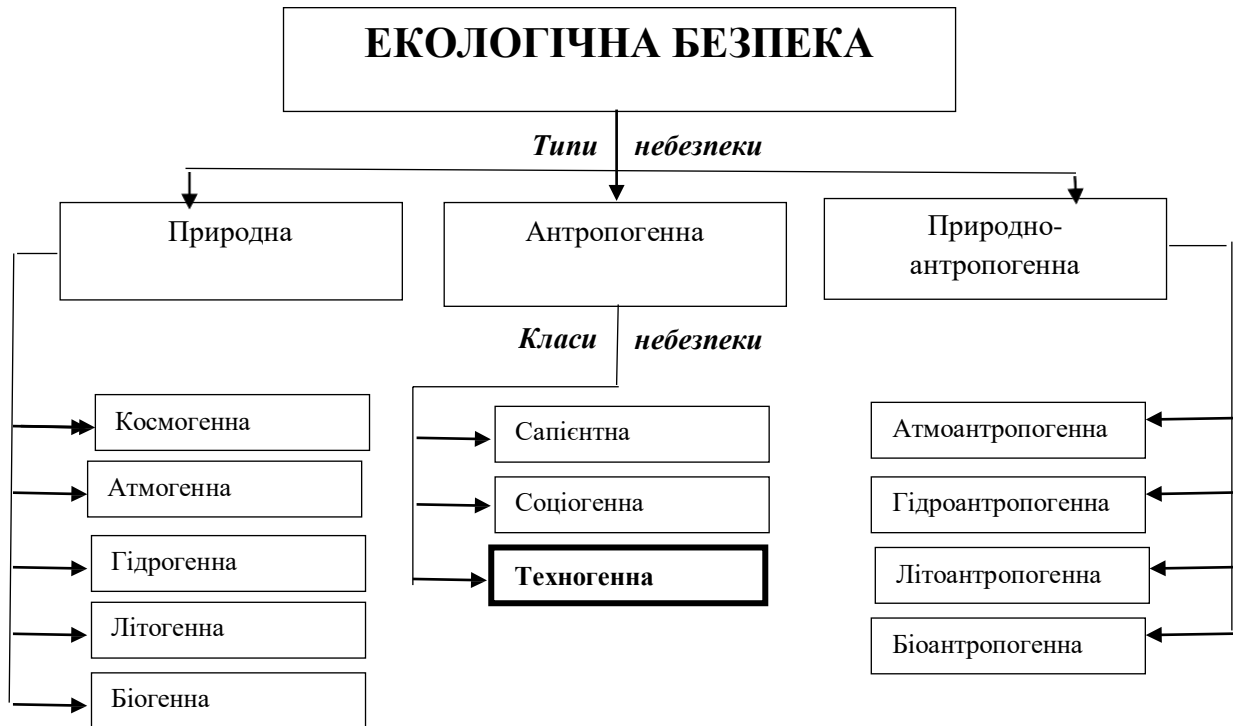 ЕКОЛОГІЧНА БЕЗПЕКА
Типи небезпеки
Природна
Антропогенна
Природно-
антропогенна
Класи небезпеки
Космогенна
Атмогенна
Гідрогенна
Літогенна
Біогенна
Сапієнтна
Соціогенна
Техногенна
Атмоантропогенна
Гідроантропогенна
Літоантропогенна
Біоантропогенна